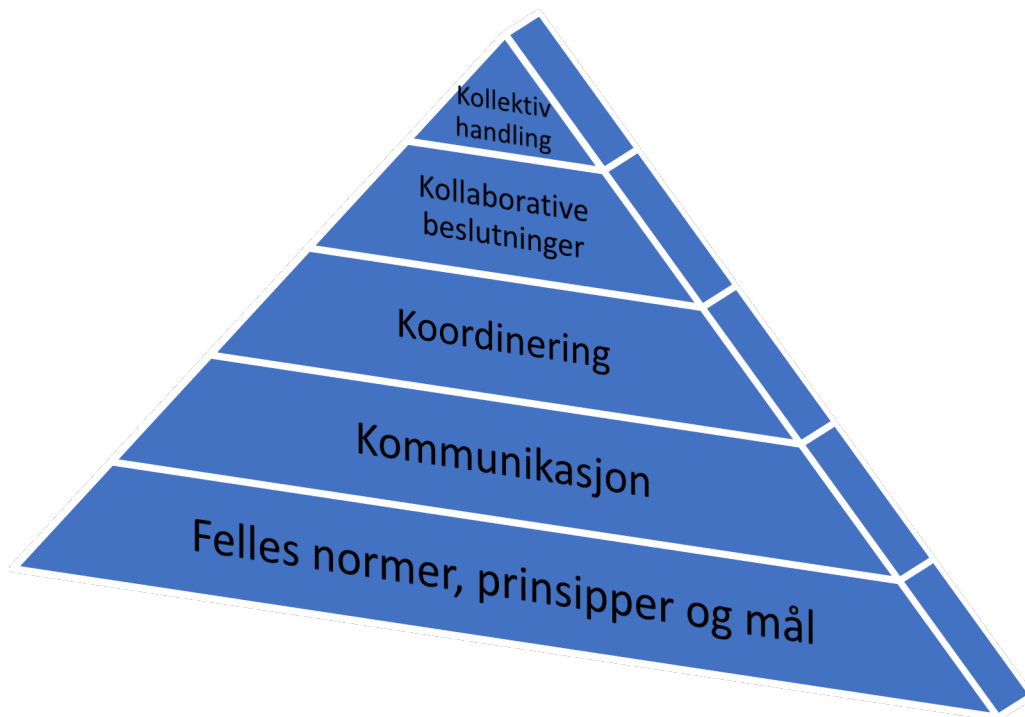 Kollektiv
handling
Kollaborative
beslutninger
Koordinering
Kommunikasjon
Felles normer, prinsipper og mål